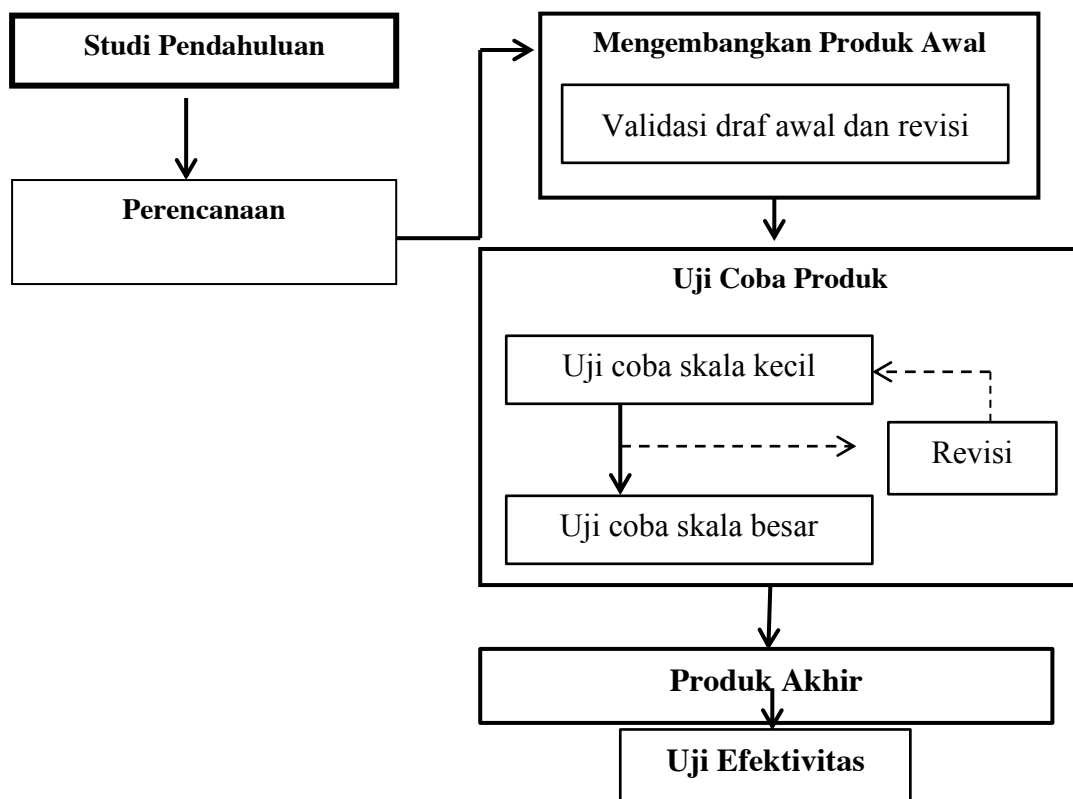 Studi Pendahuluan
Perencanaan
Mengembangkan Produk Awal
Validasi draf awal dan revisi
Uji Coba Produk
Uji coba skala kecil
Revisi
Uji coba skala besar
Produk Akhir
Uji Efektivitas